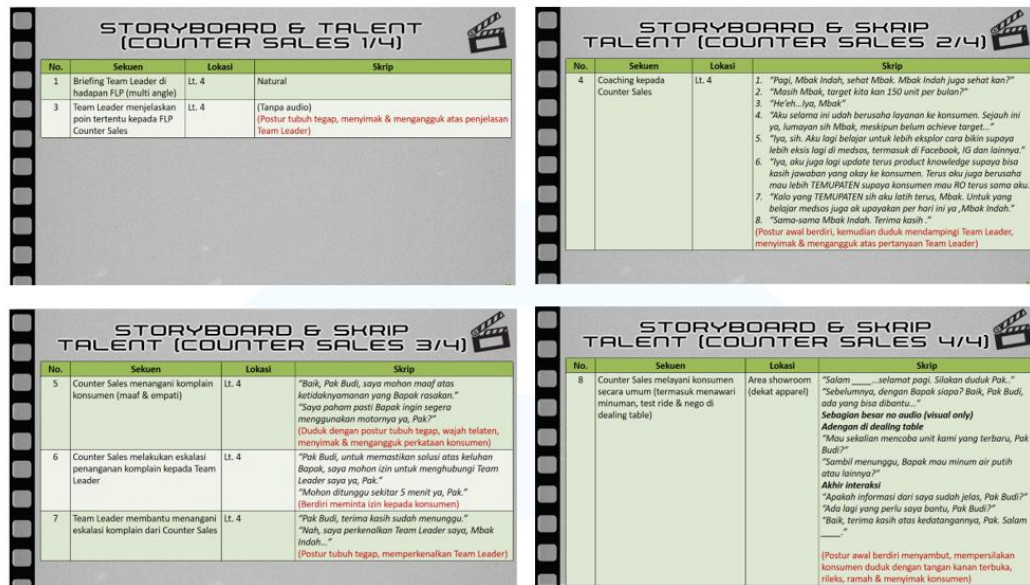 STORYBOARD & TALENT
(COUNTER SALES 1/4)
No. Sekuen Lokasi Skrip
1 Briefing Team Leader di Lt. 4 Natural
hadapan FLP (multi angle)
3 Team Leader menjelaskan Lt. 4 (Tanpa audio)
poin tertentu kepada FLP (Postur tubuh tegap, menyimak & mengangguk atas penjelasan
Counter Sales Team Leader)
STORYBOARD & SKRIP
TALENT (COUNTER SALES 2/4)
No. Sekuen Lokasi Skrip
4 Coaching kepada Lt. 4 1. "Pagi, Mbak Indah, sehat Mbak. Mbak Indah juga sehat kan?"
Counter Sales 2. "Masih Mbak, target kita kan 150 unit per bulan?"
3. "He'eh...Iya, Mbak"
4. "Aku selama ini udah berusaha layanan ke konsumen. Sejauh ini
ya, lumayan sih Mbak, meskipun belum achieve target..."
5. "Iya, sih. Aku lagi belajar untuk lebih eksplor cara bikin supaya
lebih eksis lagi di medsos, termasuk di Facebook, IG dan lainnya."
6. "Iya, aku juga lagi update terus product knowledge supaya bisa
kasih jawaban yang okay ke konsumen. Terus aku juga berusaha
mau lebih TEMUPATEN supaya konsumen mau RO terus sama aku.
7. "Kalo yang TEMUPATEN sih aku latih terus, Mbak. Untuk yang
belajar medsos juga ak upayakan per hari ini ya ,Mbak Indah."
8. "Sama-sama Mbak Indah. Terima kasih ."
(Postur awal berdiri, kemudian duduk mendampingi Team Leader,
menyimak & mengangguk atas pertanyaan Team Leader)
STORYBOARD & SKRIP
TALENT (COUNTER SALES 3/4)
No. Sekuen Lokasi Skrip
5 Counter Sales menangani komplain Lt. 4 "Baik, Pak Budi, saya mohon maaf atas
konsumen (maaf & empati) ketidaknyamanan yang Bapak rasakan."
"Saya paham pasti Bapak ingin segera
menggunakan motornya ya, Pak?"
(Duduk dengan postur tubuh tegap, wajah telaten,
menyimak & mengangguk perkataan konsumen)
6 Counter Sales melakukan eskalasi Lt. 4 "Pak Budi, untuk memastikan solusi atas keluhan
penanganan komplain kepada Team Bapak, saya mohon izin untuk menghubungi Team
Leader Leader saya ya, Pak."
"Mohon ditunggu sekitar 5 menit ya, Pak."
(Berdiri meminta izin kepada konsumen)
7 Team Leader membantu menangani Lt. 4 "Pak Budi, terima kasih sudah menunggu."
eskalasi komplain dari Counter Sales "Nah, saya perkenalkan Team Leader saya, Mbak
Indah..."
(Postur tubuh tegap, memperkenalkan Team Leader)
STORYBOARD & SKRIP
TALENT (COUNTER SALES 4/4)
No. Sekuen Lokasi Skrip
8 Counter Sales melayani konsumen Area showroom "Salam ____...selamat pagi. Silakan duduk Pak.."
secara umum (termasuk menawari (dekat apparel) "Sebelumnya, dengan Bapak siapa? Baik, Pak Budi,
minuman, test ride & nego di ada yang bisa dibantu..."
dealing table) Sebagian besar no audio (visual only)
Adengan di dealing table
"Mau sekalian mencoba unit kami yang terbaru, Pak
Budi?"
"Sambil menunggu, Bapak mau minum air putih
atau lainnya?"
Akhir interaksi
"Apakah informasi dari saya sudah jelas, Pak Budi?"
"Ada lagi yang perlu saya bantu, Pak Budi?"
"Baik, terima kasih atas kedatangannya, Pak. Salam
____."
(Postur awal berdiri menyambut, mempersilakan
konsumen duduk dengan tangan kanan terbuka,
rileks, ramah & menyimak konsumen)